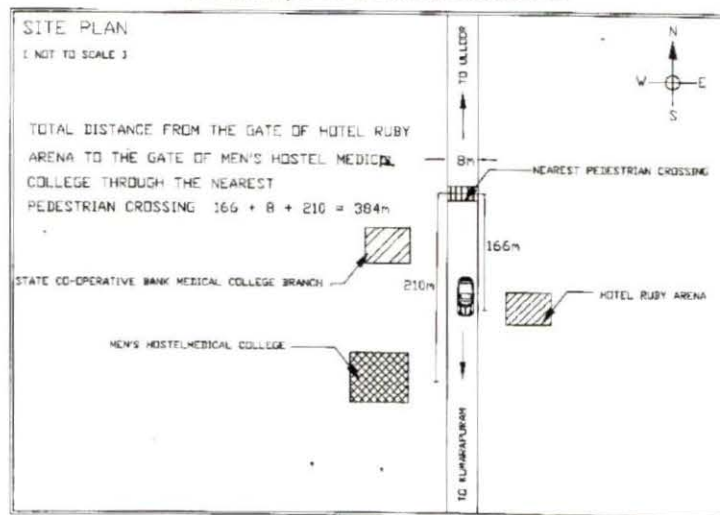 SITE PLAN
[ NOT TO SCALE ]
TO ULLOOR
N
W
E
S
TOTAL DISTANCE FROM THE GATE OF HOTEL RUBY
ARENA TO THE GATE OF MEN'S HOSTEL MEDICAL
COLLEGE THROUGH THE NEAREST
PEDESTRIAN CROSSING 166 + 8 + 210 = 384m
8m
NEAREST PEDESTRIAN CROSSING
166m
STATE CO-OPERATIVE BANK MEDICAL COLLEGE BRANCH
210m
HOTEL RUBY ARENA
MEN'S HOSTELMEDICAL COLLEGE
TO KUMARAPURAM